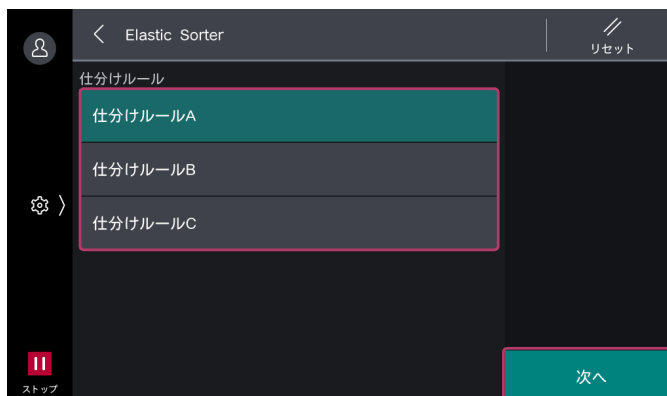 Elastic Sorter
リセット
仕分けルール
仕分けルールA
仕分けルールB
仕分けルールC
次へ
ストップ